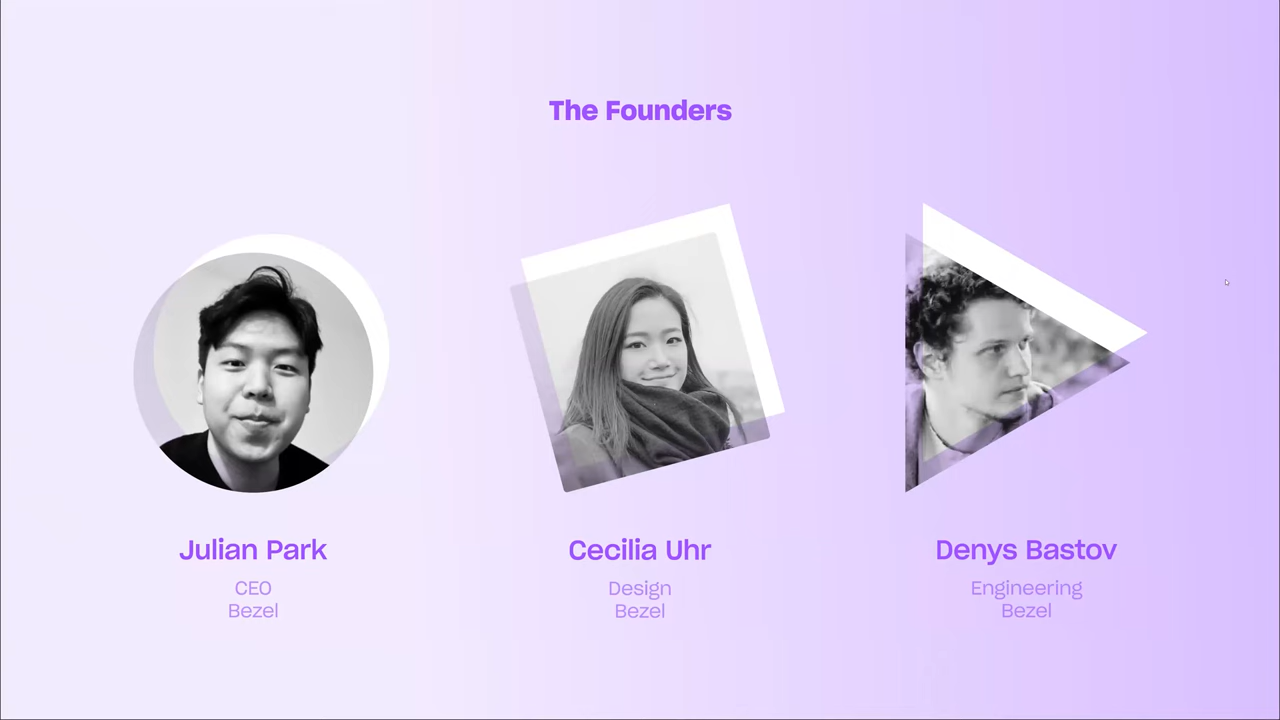 The Founders
Julian Park
CEO
Bezel
Cecilia Uhr
Design
Bezel
Denys Bastov
Engineering
Bezel